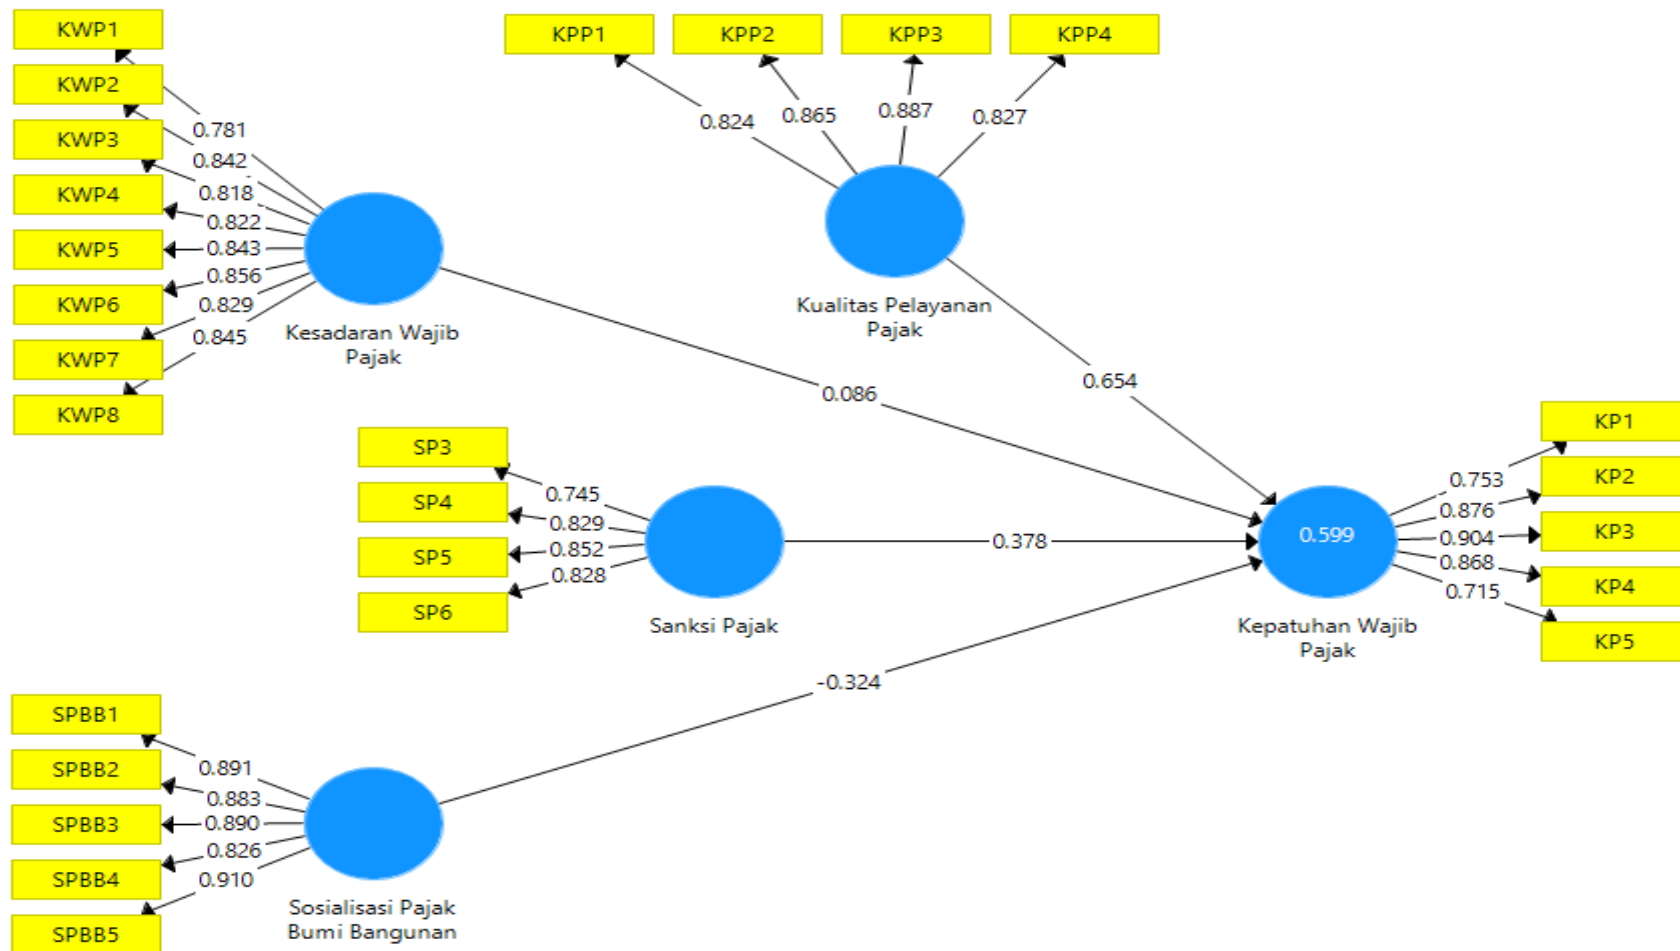 KWP1
KWP2
KWP3
KWP4
KWP5
KWP6
KWP7
KWP8
0.781
0.842
0.818
0.822
0.843
0.856
0.829
0.845
Kesadaran Wajib
Pajak
KPP1
KPP2
KPP3
KPP4
0.824
0.865
0.887
0.827
Kualitas Pelayanan
Pajak
0.086
0.654
SP3
SP4
SP5
SP6
0.745
0.829
0.852
0.828
Sanksi Pajak
0.378
0.599
Kepatuhan Wajib
Pajak
KP1
KP2
KP3
KP4
KP5
0.753
0.876
0.904
0.868
0.715
-0.324
SPBB1
SPBB2
SPBB3
SPBB4
SPBB5
0.891
0.883
0.890
0.826
0.910
Sosialisasi Pajak
Bumi Bangunan